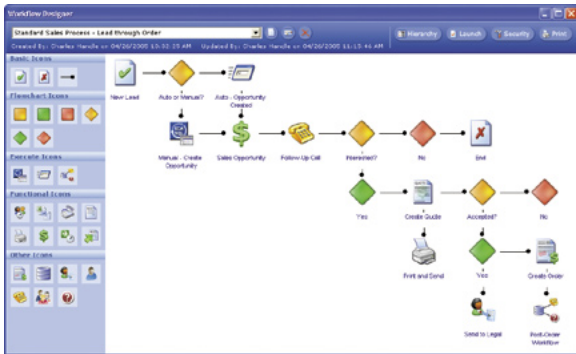 Workflow Designer
Standard Sales Process - Lead through Order
Hierarchy Launch Security Print
Created By: Charles Handle on 04/26/2005 10:32:25 AM Updated By: Charles Handle on 04/26/2005 11:13:46 AM
Basic Icons
Flowchart Icons
Execute Icons
Functional Icons
Other Icons
New Lead
Auto or Manual?
Auto - Opportunity
Created
Manual - Create
Opportunity
Sales Opportunity
Follow Up Call
Interested?
No
End
Yes
Create Quote
Accepted?
No
Print and Send
Yes
Create Order
Send to Legal
Post-Order
Workflow